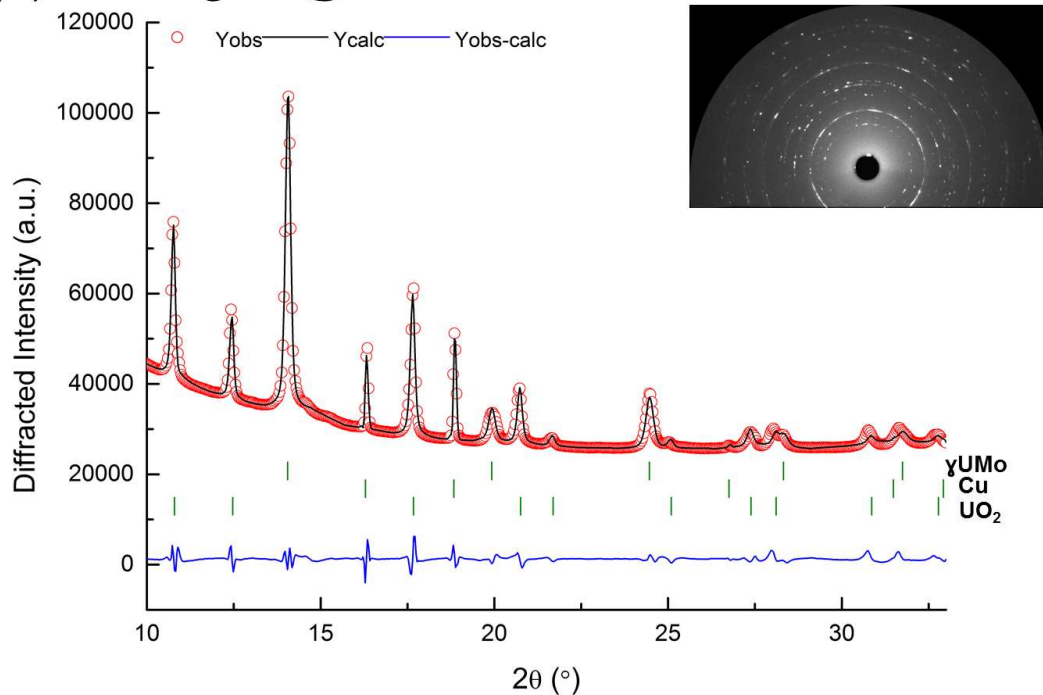 Yobs Ycalc Yobs-calc
120000
100000
80000
60000
40000
20000
0
Diffracted Intensity (a.u.)
ɣUMo
Cu
UO₂
10 15 20 25 30
2θ (°)